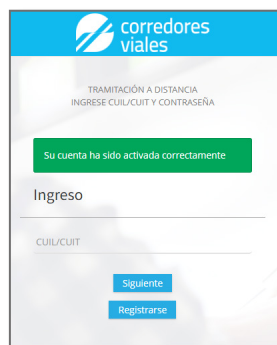 corredores
viales
TRAMITACIÓN A DISTANCIA
INGRESE CUIL/CUIT Y CONTRASEÑA
Su cuenta ha sido activada correctamente
Ingreso
CUIL/CUIT
Siguiente
Registrarse